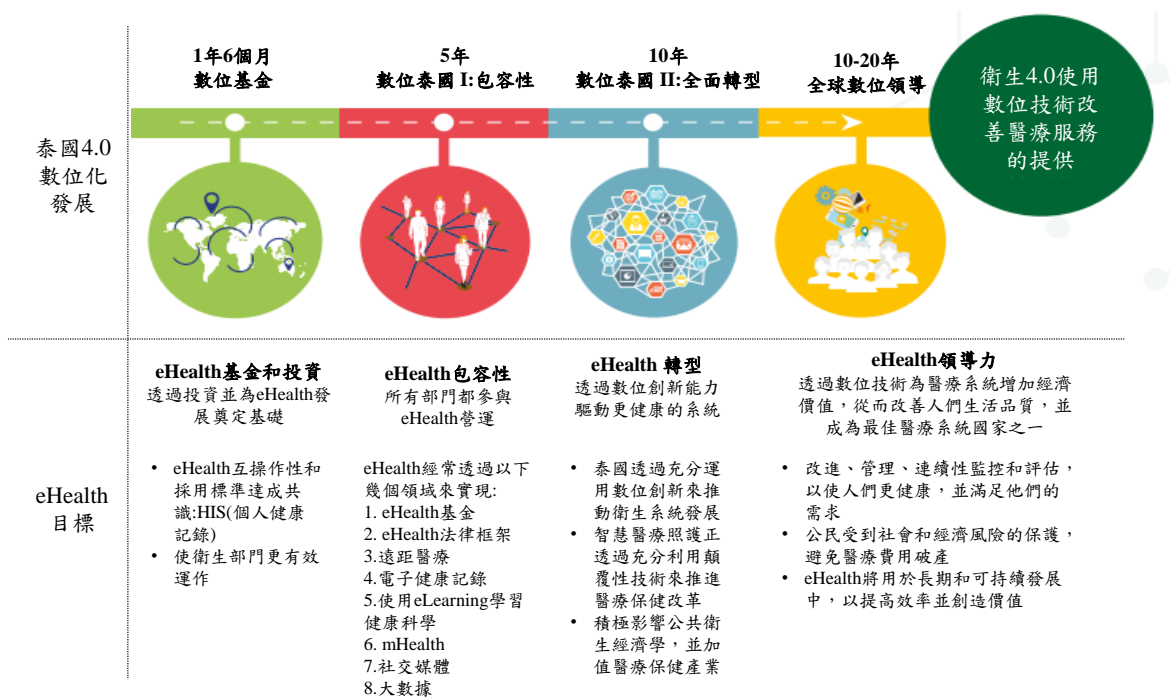 1年6個月
數位基金
5年
數位泰國 I:包容性
10年
數位泰國 II:全面轉型
10-20年
全球數位領導
衛生4.0使用
數位技術改
善醫療服務
的提供
泰國4.0
數位化
發展
eHealth
目標
eHealth基金和投資
透過投資並為eHealth發
展奠定基礎
• eHealth互操作性和
採用標準達成共
識:HIS(個人健康
記錄)
• 使衛生部門更有效
運作
eHealth包容性
所有部門都參與
eHealth營運
eHealth經常透過以下
幾個領域來實現:
1. eHealth基金
2. eHealth法律框架
3.遠距醫療
4.電子健康記錄
5.使用eLearning學習
健康科學
6. mHealth
7.社交媒體
8.大數據
eHealth 轉型
透過數位創新能力
驅動更健康的系統
• 泰國透過充分運
用數位創新來推
動衛生系統發展
• 智慧醫療照護正
透過充分利用顛
覆性技術來推進
醫療保健改革
• 積極影響公共衛
生經濟學，並加
值醫療保健產業
eHealth領導力
透過數位技術為醫療系統增加經濟
價值，從而改善人們生活品質，並
成為最佳醫療系統國家之一
• 改進、管理、連續性監控和評估，
以使人們更健康，並滿足他們的
需求
• 公民受到社會和經濟風險的保護，
避免醫療費用破產
• eHealth將用於長期和可持續發展
中，以提高效率並創造價值